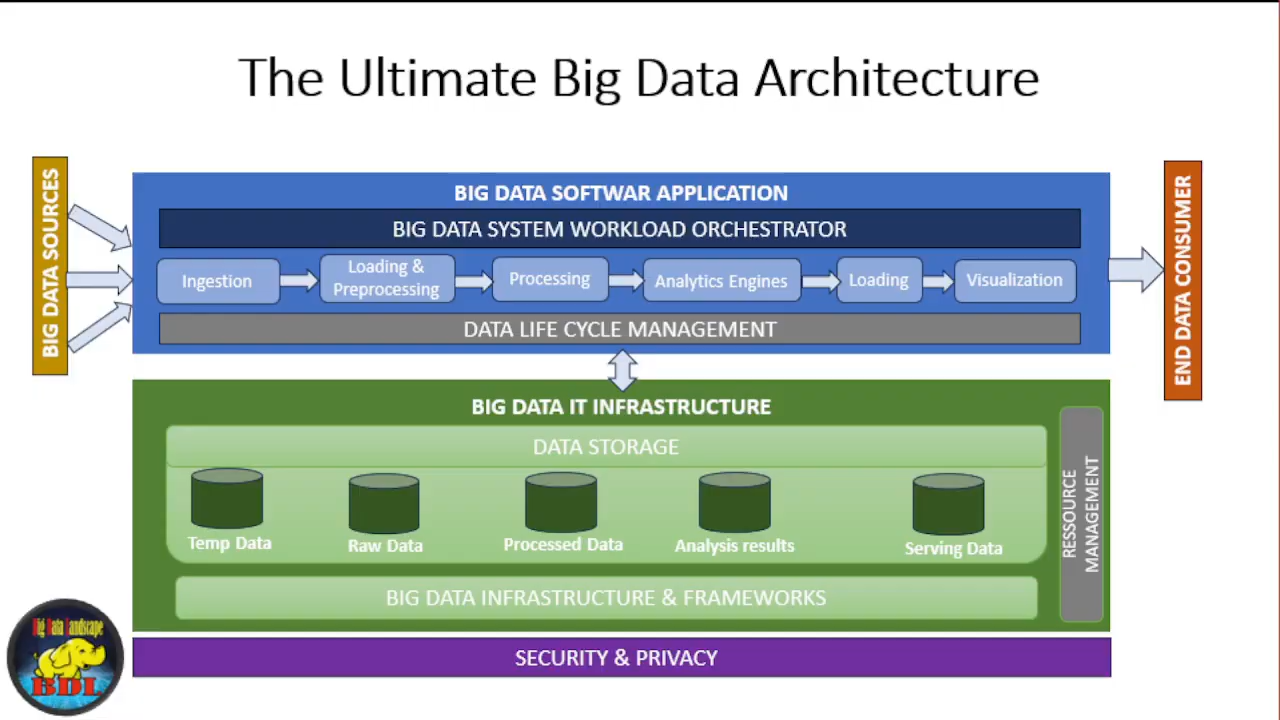 The Ultimate Big Data Architecture
BIG DATA SOURCES
BIG DATA SOFTWAR APPLICATION
BIG DATA SYSTEM WORKLOAD ORCHESTRATOR
Ingestion
Loading &
Preprocessing
Processing
Analytics Engines
Loading
Visualization
DATA LIFE CYCLE MANAGEMENT
END DATA CONSUMER
BIG DATA IT INFRASTRUCTURE
DATA STORAGE
Temp Data
Raw Data
Processed Data
Analysis results
Serving Data
RESSOURCE
MANAGEMENT
BIG DATA INFRASTRUCTURE & FRAMEWORKS
SECURITY & PRIVACY
Big Data Landscape
BDL